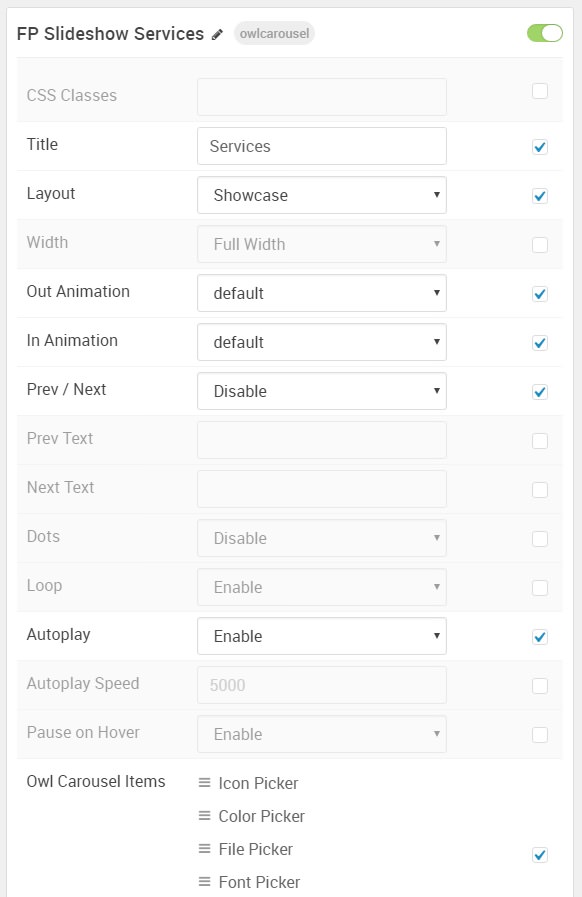 FP Slideshow Services owlcarousel
CSS Classes
Title Services
Layout Showcase
Width Full Width
Out Animation default
In Animation default
Prev / Next Disable
Prev Text
Next Text
Dots Disable
Loop Enable
Autoplay Enable
Autoplay Speed 5000
Pause on Hover Enable
Owl Carousel Items Icon Picker
Color Picker
File Picker
Font Picker